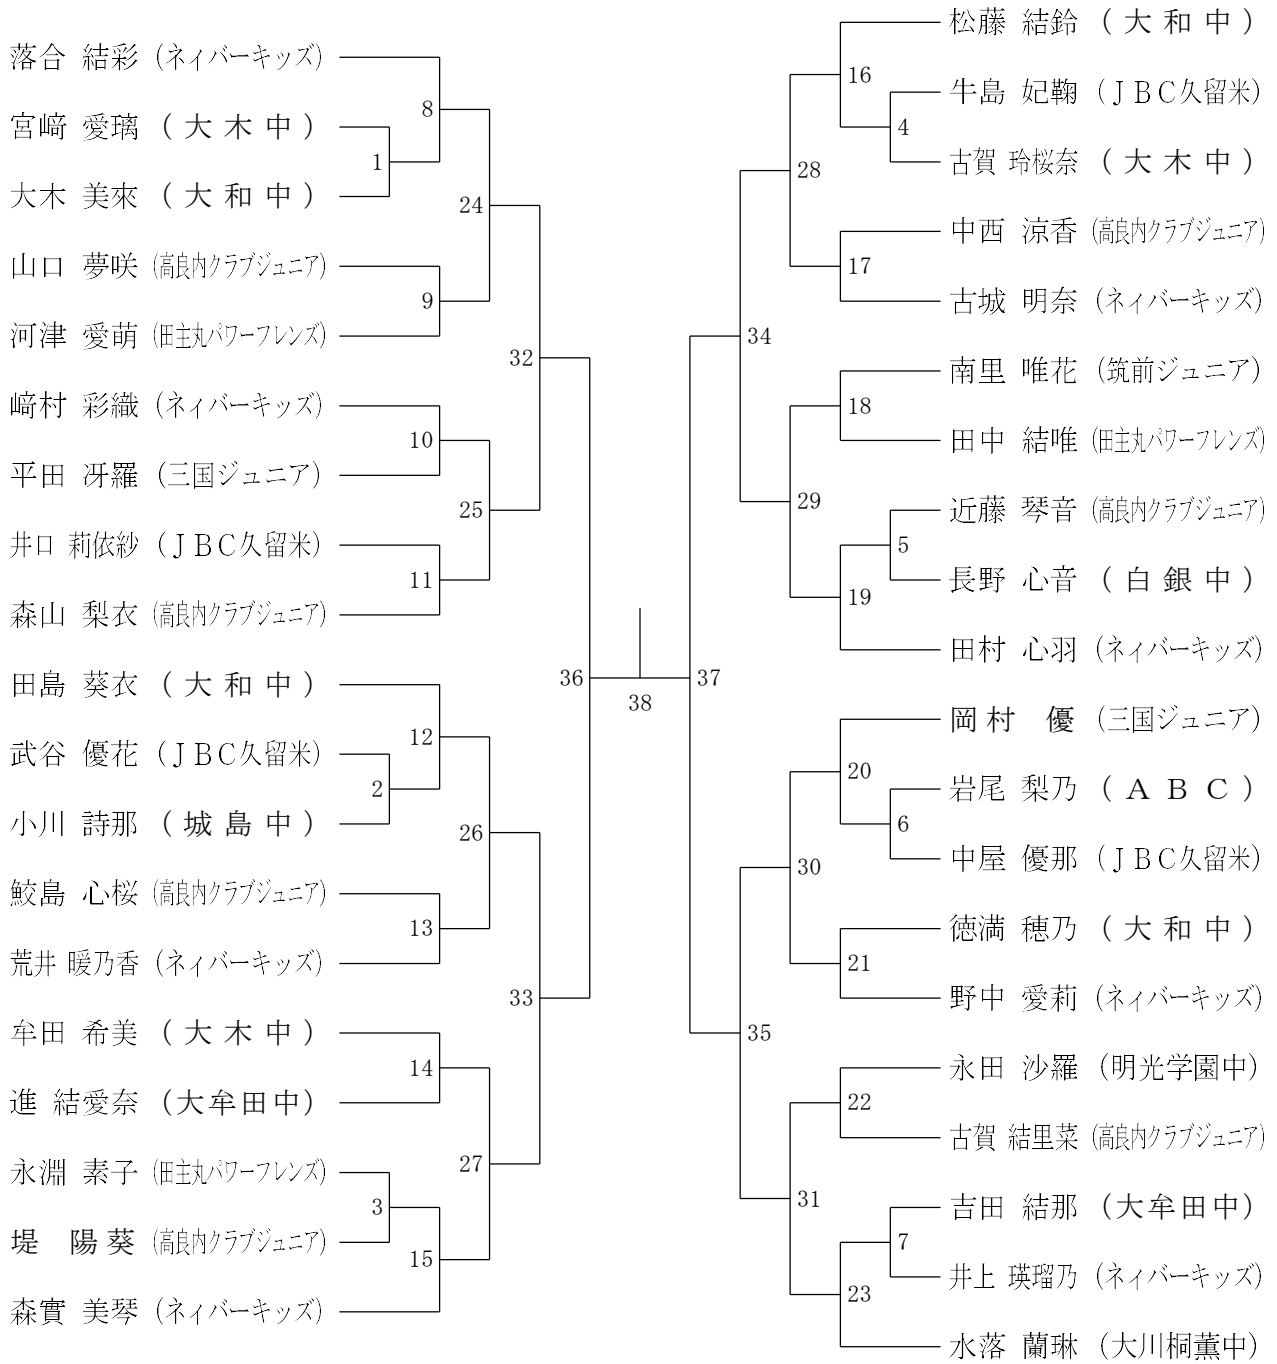 落合 結彩 (ネイバーキッズ)
宮﨑 愛璃 ( 大 木 中 )
大木 美來 ( 大 和 中 )
山口 夢咲 (高良内クラブジュニア)
河津 愛萌 (田主丸パワーフレンズ)
﨑村 彩織 (ネイバーキッズ)
平田 冴羅 (三国ジュニア)
井口 莉依紗 (ＪＢＣ久留米)
森山 梨衣 (高良内クラブジュニア)
田島 葵衣 ( 大 和 中 )
武谷 優花 (ＪＢＣ久留米)
小川 詩那 ( 城 島 中 )
鮫島 心桜 (高良内クラブジュニア)
荒井 暖乃香 (ネイバーキッズ)
牟田 希美 ( 大 木 中 )
進 結愛奈 (大牟田中)
永淵 素子 (田主丸パワーフレンズ)
堤 陽葵 (高良内クラブジュニア)
森實 美琴 (ネイバーキッズ)
1
2
3
8
9
10
11
12
13
14
15
24
25
26
27
32
33
36
38
37
34
35
28
29
30
31
16
17
18
19
20
21
22
23
4
5
6
7
松藤 結鈴 ( 大 和 中 )
牛島 妃鞠 (ＪＢＣ久留米)
古賀 玲桜奈 ( 大 木 中 )
中西 涼香 (高良内クラブジュニア)
古城 明奈 (ネイバーキッズ)
南里 唯花 (筑前ジュニア)
田中 結唯 (田主丸パワーフレンズ)
近藤 琴音 (高良内クラブジュニア)
長野 心音 ( 白 銀 中 )
田村 心羽 (ネイバーキッズ)
岡村 優 (三国ジュニア)
岩尾 梨乃 ( Ａ Ｂ Ｃ )
中屋 優那 (ＪＢＣ久留米)
徳満 穂乃 ( 大 和 中 )
野中 愛莉 (ネイバーキッズ)
永田 沙羅 (明光学園中)
古賀 結里菜 (高良内クラブジュニア)
吉田 結那 (大牟田中)
井上 瑛瑠乃 (ネイバーキッズ)
水落 蘭琳 (大川桐薫中)